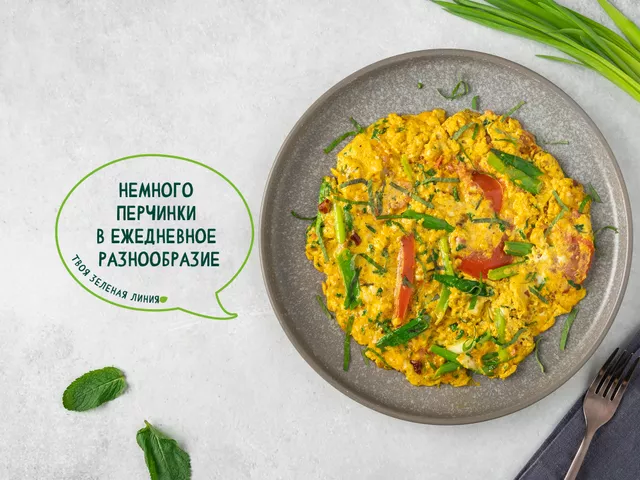 НЕМНОГО
ПЕРЧИНКИ
В ЕЖЕДНЕВНОЕ
РАЗНООБРАЗИЕ
ТВОЯ ЗЕЛЕНАЯ ЛИНИЯ